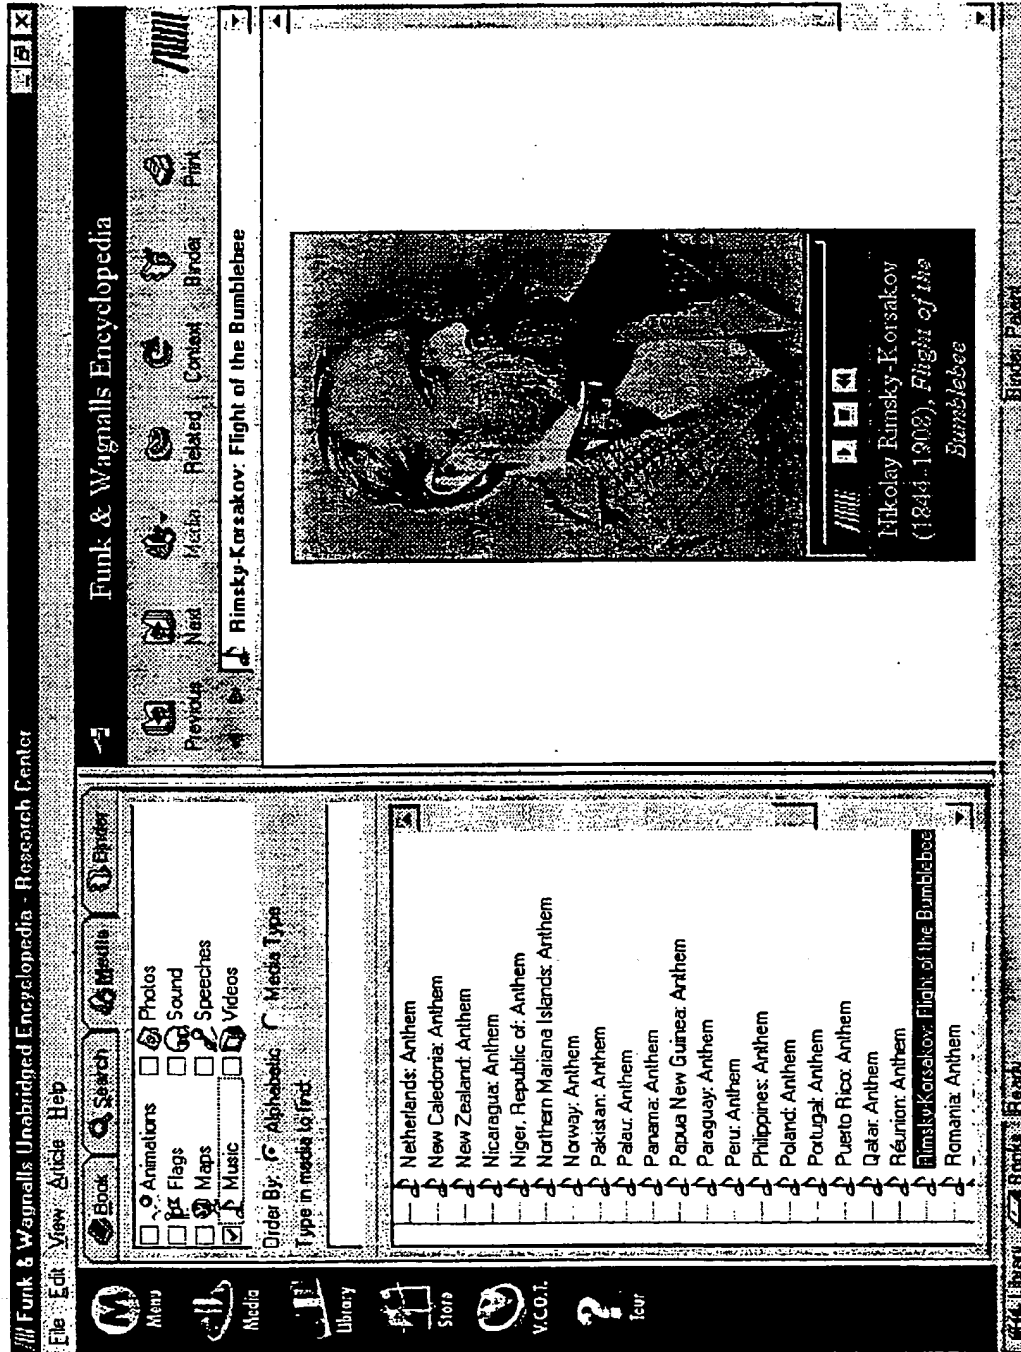 Funk & Wagnalls Unabridged Encyclopedia - Research Center
File Edit View Article Help
Menu
Media
Library
Store
V.C.O.T.
Tour
Book
Search
Media
Binder
Animations
Photos
Flags
Sound
Maps
Speeches
Music
Videos
Order By: Alphabetic Media Type
Type in media to find:
Netherlands: Anthem
New Caledonia: Anthem
New Zealand: Anthem
Nicaragua: Anthem
Niger, Republic of: Anthem
Northern Mariana Islands: Anthem
Norway: Anthem
Pakistan: Anthem
Palau: Anthem
Panama: Anthem
Papua New Guinea: Anthem
Paraguay: Anthem
Peru: Anthem
Philippines: Anthem
Poland: Anthem
Portugal: Anthem
Puerto Rico: Anthem
Qatar: Anthem
Réunion: Anthem
Rimsky-Korsakov: Flight of the Bumblebee
Romania: Anthem
Funk & Wagnalls Encyclopedia
Previous
Next
Media
Related
Context
Binder
Print
Rimsky-Korsakov: Flight of the Bumblebee
Nikolay Rimsky-Korsakov
(1844-1908), Flight of the
Bumblebee
Books Ready
Binder